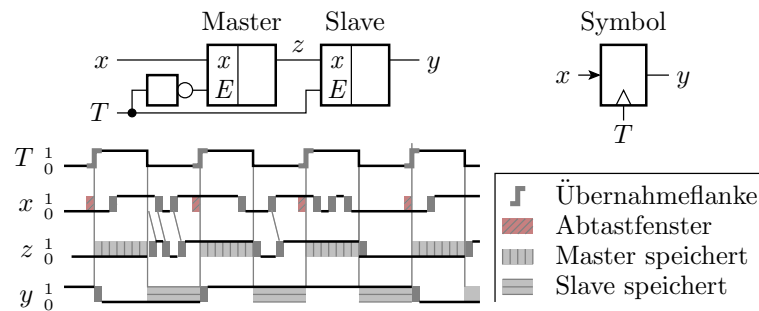 Master Slave Symbol
x x z x y x y
E E
T T
T 1 0
x 1 0
z 1 0
y 1 0
Übernahmeflanke
Abtastfenster
Master speichert
Slave speichert